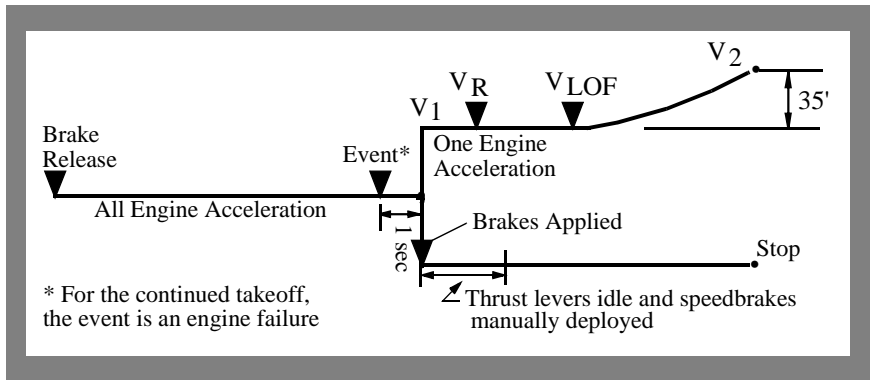 V2
VR
VLOF
V1
35'
Brake
Release
Event*
One Engine
Acceleration
All Engine Acceleration
1 sec
Brakes Applied
Stop
* For the continued takeoff,
the event is an engine failure
Thrust levers idle and speedbrakes
manually deployed